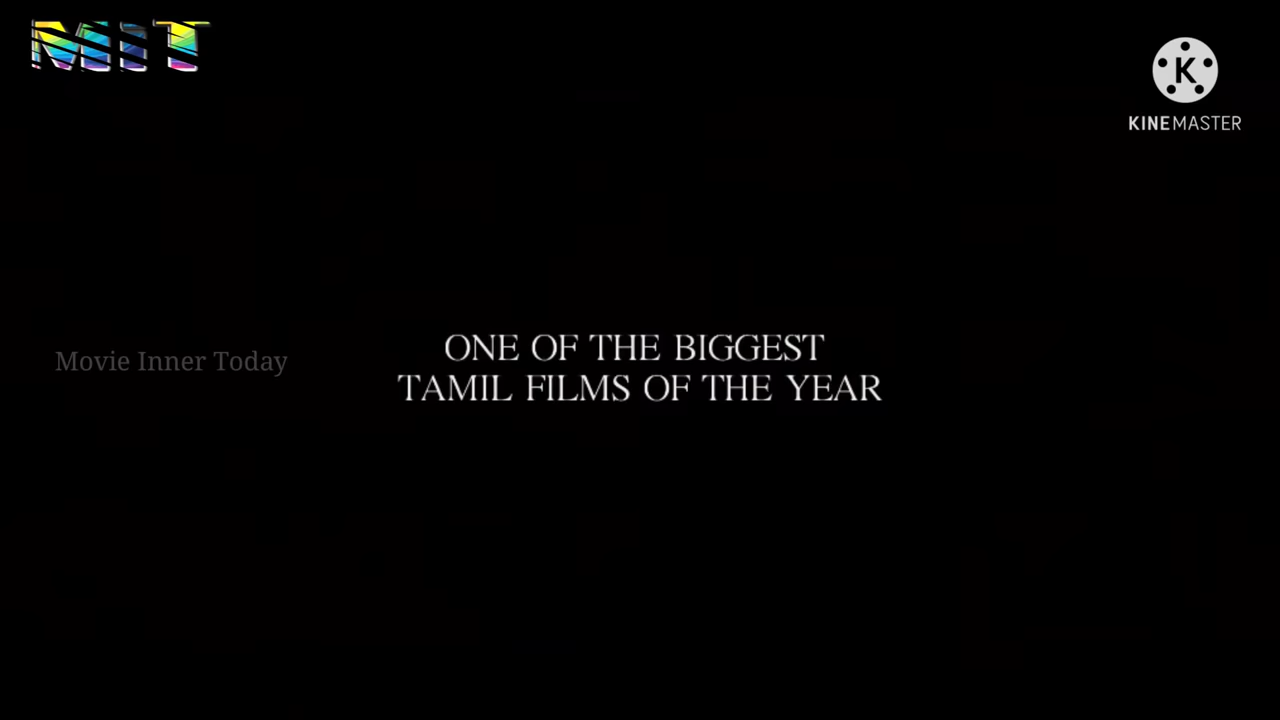 MIT
K
KINEMASTER
ONE OF THE BIGGEST
Movie Inner Today
TAMIL FILMS OF THE YEAR